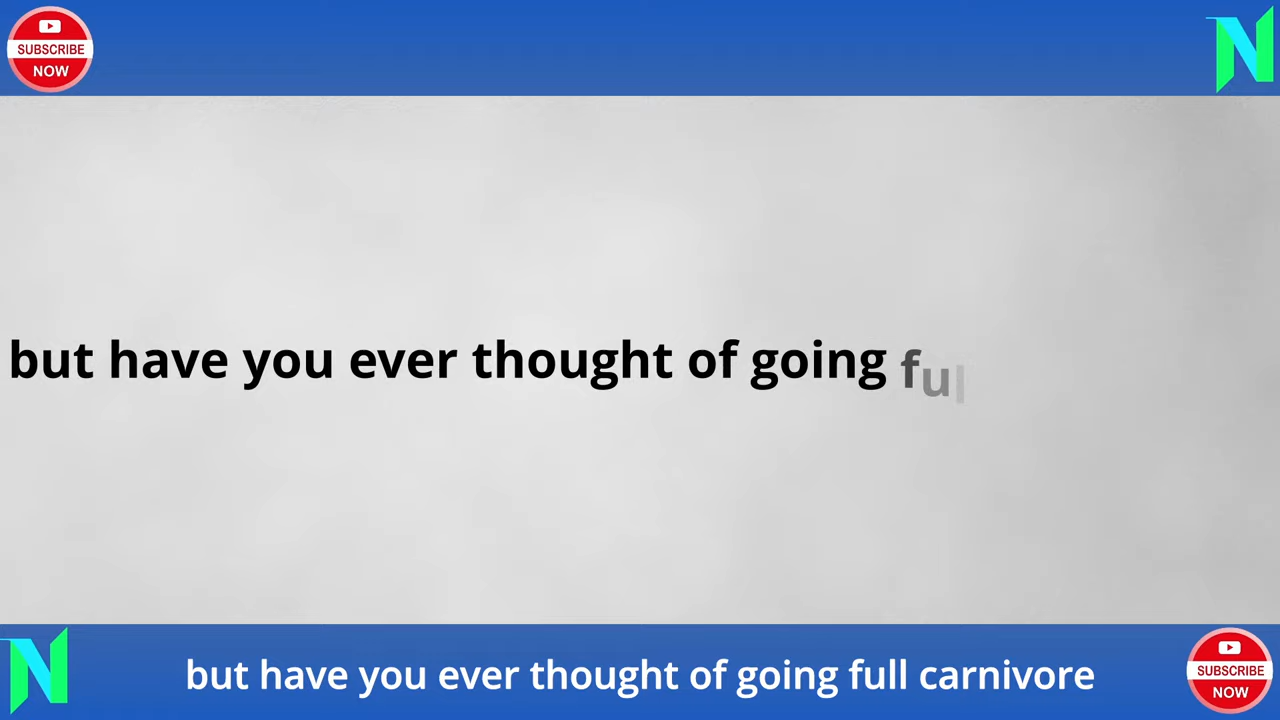 SUBSCRIBE
NOW
N
but have you ever thought of going ful
N
but have you ever thought of going full carnivore
SUBSCRIBE
NOW